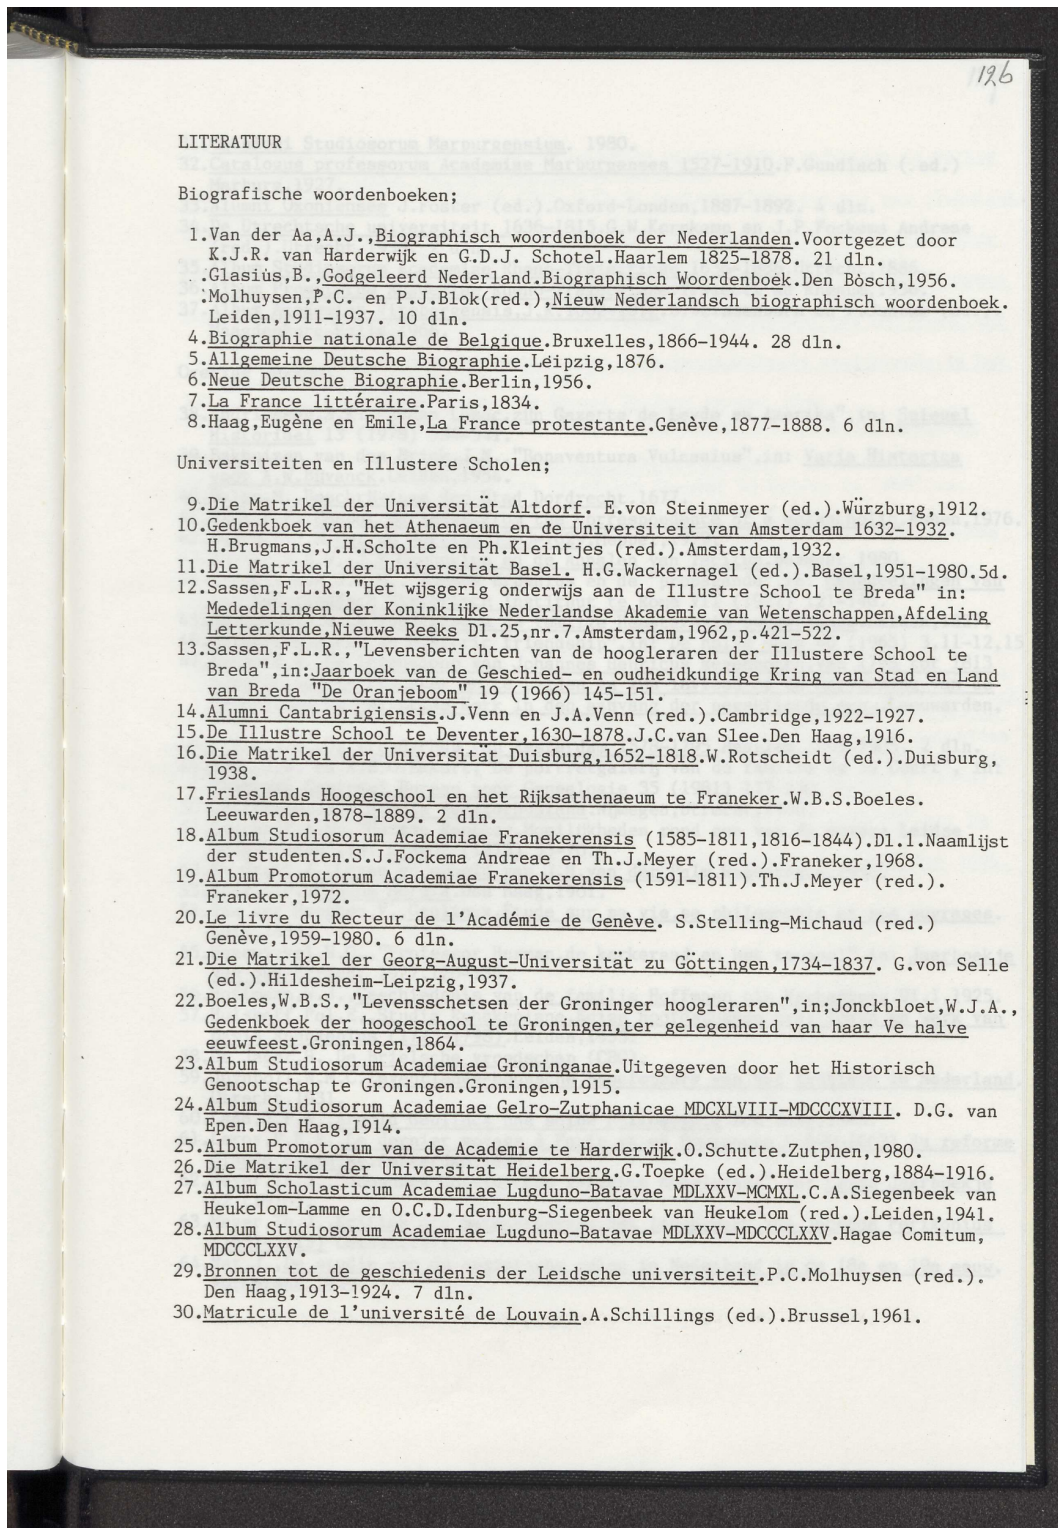 126
LITERATUUR
Biografische woordenboeken;
1.Van der Aa,A.J.,Biographisch woordenboek der Nederlanden.Voortgezet door
K.J.R. van Harderwijk en G.D.J. Schotel.Haarlem 1825-1878. 21 dln.
.Glasius,B.,Godgeleerd Nederland.Biographisch Woordenboek.Den Bosch,1956.
Molhuysen,P.C. en P.J.Blok(red.),Nieuw Nederlandsch biographisch woordenboek.
Leiden,1911-1937. 10 dln.
4.Biographie nationale de Belgique.Bruxelles,1866-1944. 28 dln.
5.Allgemeine Deutsche Biographie.Leipzig,1876.
6.Neue Deutsche Biographie.Berlin,1956.
7.La France littéraire.Paris,1834.
8.Haag,Eugène en Emile,La France protestante.Genève,1877-1888. 6 dln.
Universiteiten en Illustere Scholen;
9.Die Matrikel der Universität Altdorf. E.von Steinmeyer (ed.).Würzburg,1912.
10.Gedenkboek van het Athenaeum en de Universiteit van Amsterdam 1632-1932.
H.Brugmans,J.H.Scholte en Ph.Kleintjes (red.).Amsterdam,1932.
11.Die Matrikel der Universität Basel. H.G.Wackernagel (ed.).Basel,1951-1980.5d.
12.Sassen,F.L.R.,"Het wijsgerig onderwijs aan de Illustre School te Breda" in:
Mededelingen der Koninklijke Nederlandse Akademie van Wetenschappen,Afdeling
Letterkunde,Nieuwe Reeks Dl.25,nr.7.Amsterdam,1962,p.421-522.
13.Sassen,F.L.R.,"Levensberichten van de hoogleraren der Illustere School te
Breda",in:Jaarboek van de Geschied- en oudheidkundige Kring van Stad en Land
van Breda "De Oranjeboom" 19 (1966) 145-151.
14.Alumni Cantabrigiensis.J.Venn en J.A.Venn (red.).Cambridge,1922-1927.
15.De Illustre School te Deventer,1630-1878.J.C.van Slee.Den Haag,1916.
16.Die Matrikel der Universität Duisburg,1652-1818.W.Rotscheidt (ed.).Duisburg,
1938.
17.Frieslands Hoogeschool en het Rijksathenaeum te Franeker.W.B.S.Boeles.
Leeuwarden,1878-1889. 2 dln.
18.Album Studiosorum Academiae Franekerensis (1585-1811,1816-1844).Dl.1.Naamlijst
der studenten.S.J.Fockema Andreae en Th.J.Meyer (red.).Franeker,1968.
19.Album Promotorum Academiae Franekerensis (1591-1811).Th.J.Meyer (red.).
Franeker,1972.
20.Le livre du Recteur de l'Académie de Genève. S.Stelling-Michaud (red.)
Genève,1959-1980. 6 dln.
21.Die Matrikel der Georg-August-Universität zu Göttingen,1734-1837. G.von Selle
(ed.).Hildesheim-Leipzig,1937.
22.Boeles,W.B.S.,"Levensschetsen der Groninger hoogleraren",in;Jonckbloet,W.J.A.,
Gedenkboek der hoogeschool te Groningen,ter gelegenheid van haar Ve halve
eeuwfeest.Groningen,1864.
23.Album Studiosorum Academiae Groninganae.Uitgegeven door het Historisch
Genootschap te Groningen.Groningen,1915.
24.Album Studiosorum Academiae Gelro-Zutphanicae MDCXLVIII-MDCCCXVIII. D.G. van
Epen.Den Haag,1914.
25.Album Promotorum van de Academie te Harderwijk.O.Schutte.Zutphen,1980.
26.Die Matrikel der Universität Heidelberg.G.Toepke (ed.).Heidelberg,1884-1916.
27.Album Scholasticum Academiae Lugduno-Batavae MDLXXV-MCMXL.C.A.Siegenbeek van
Heukelom-Lamme en O.C.D.Idenburg-Siegenbeek van Heukelom (red.).Leiden,1941.
28.Album Studiosorum Academiae Lugduno-Batavae MDLXXV-MDCCCLXXV.Hagae Comitum,
MDCCCLXXV.
29.Bronnen tot de geschiedenis der Leidsche universiteit.P.C.Molhuysen (red.).
Den Haag,1913-1924. 7 dln.
30.Matricule de l'université de Louvain.A.Schillings (ed.).Brussel,1961.